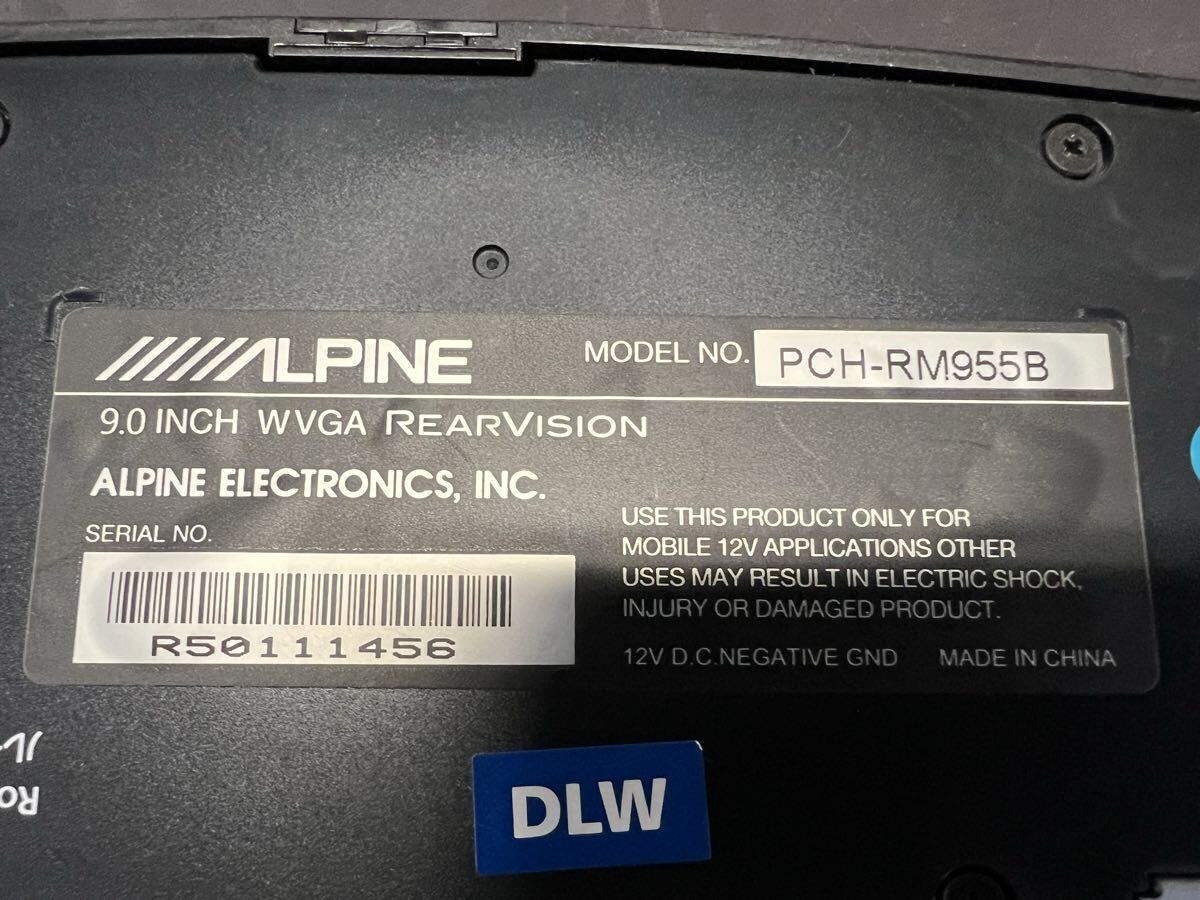 ALPINE
MODEL NO. PCH-RM955B
9.0 INCH WVGA REARVISION
ALPINE ELECTRONICS, INC.
SERIAL NO.
R50111456
USE THIS PRODUCT ONLY FOR
MOBILE 12V APPLICATIONS OTHER
USES MAY RESULT IN ELECTRIC SHOCK,
INJURY OR DAMAGED PRODUCT.
12V D.C.NEGATIVE GND MADE IN CHINA
DLW